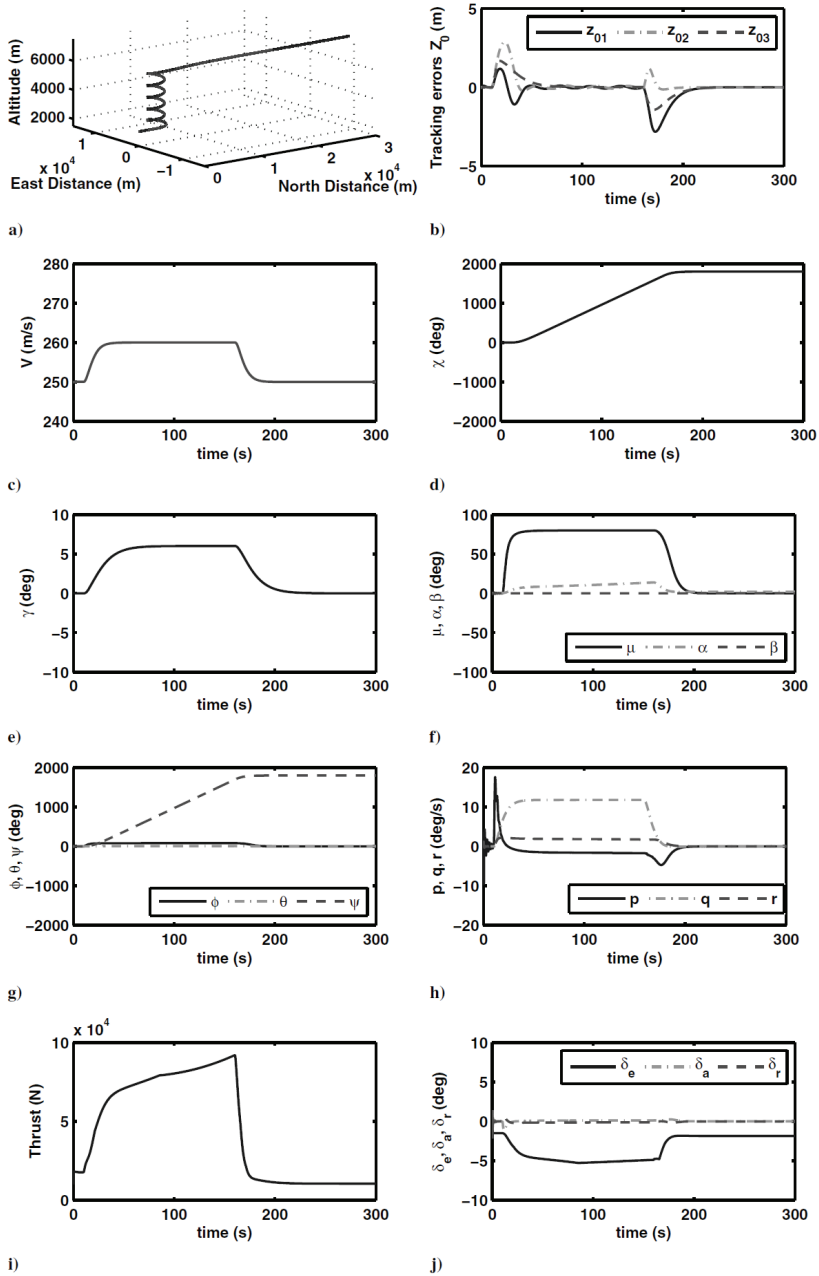 6000
4000
2000
Altitude (m)
1
0
−1
x 10⁴
East Distance (m)
0
1
2
3
x 10⁴
North Distance (m)
a)
5
0
−5
Tracking errors Z₀ (m)
z₀₁ z₀₂ z₀₃
0 100 200 300
time (s)
b)
280
270
260
250
240
V (m/s)
0 100 200 300
time (s)
c)
2000
1000
0
−1000
−2000
χ (deg)
0 100 200 300
time (s)
d)
10
5
0
−5
−10
γ (deg)
0 100 200 300
time (s)
e)
100
50
0
−50
−100
μ, α, β (deg)
μ α β
0 100 200 300
time (s)
f)
2000
1000
0
−1000
−2000
ϕ, θ, ψ (deg)
ϕ θ ψ
0 100 200 300
time (s)
g)
20
10
0
−10
−20
p, q, r (deg/s)
p q r
0 100 200 300
time (s)
h)
x 10⁴
10
5
0
Thrust (N)
0 100 200 300
time (s)
i)
10
5
0
−5
−10
δₑ, δₐ, δᵣ (deg)
δₑ δₐ δᵣ
0 100 200 300
time (s)
j)